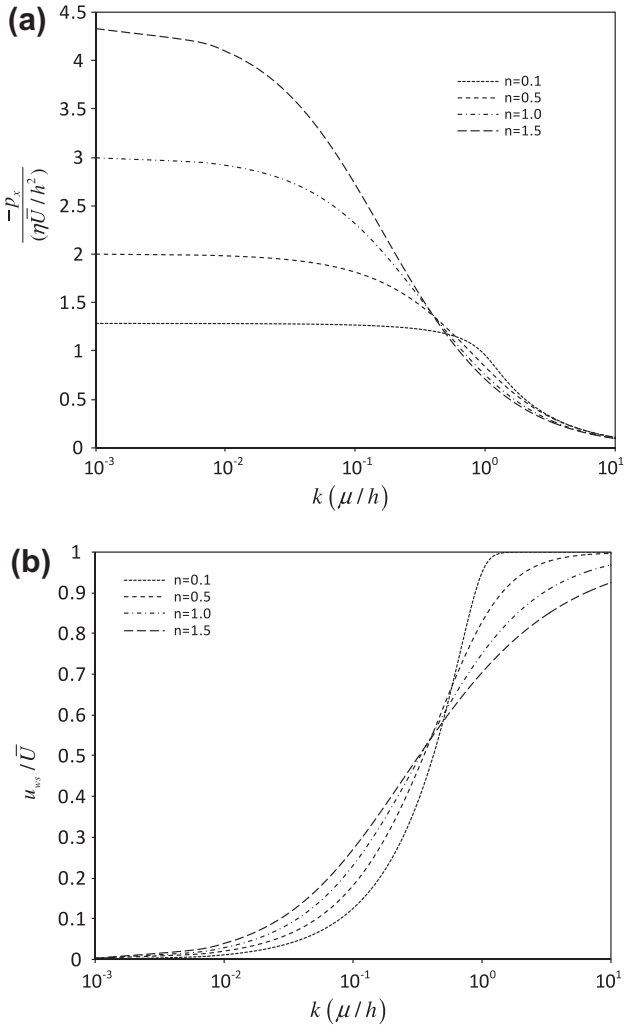 (a)
4.5
4
3.5
3
2.5
2
1.5
1
0.5
0
−p_x
(ηU̅/h²)
n=0.1
n=0.5
n=1.0
n=1.5
10⁻³ 10⁻² 10⁻¹ 10⁰ 10¹
k (μ/h)
(b)
1
0.9
0.8
0.7
0.6
0.5
0.4
0.3
0.2
0.1
0
u_ws/U̅
n=0.1
n=0.5
n=1.0
n=1.5
10⁻³ 10⁻² 10⁻¹ 10⁰ 10¹
k (μ/h)